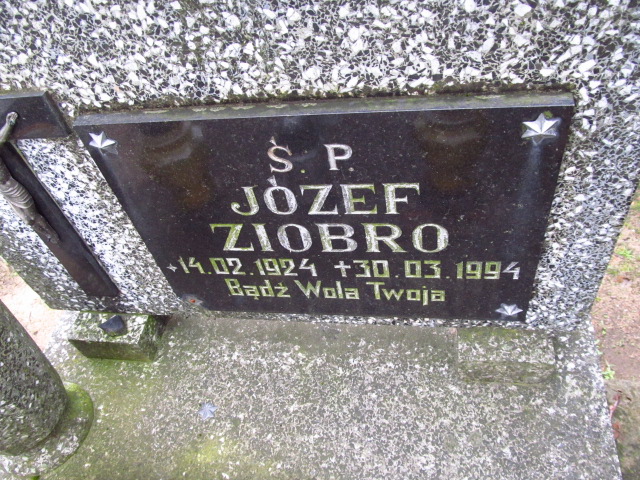 Ś. P.
JÓZEF
ZIOBRO
*14.02.1924 +30.03.1994
Bądź Wola Twoja